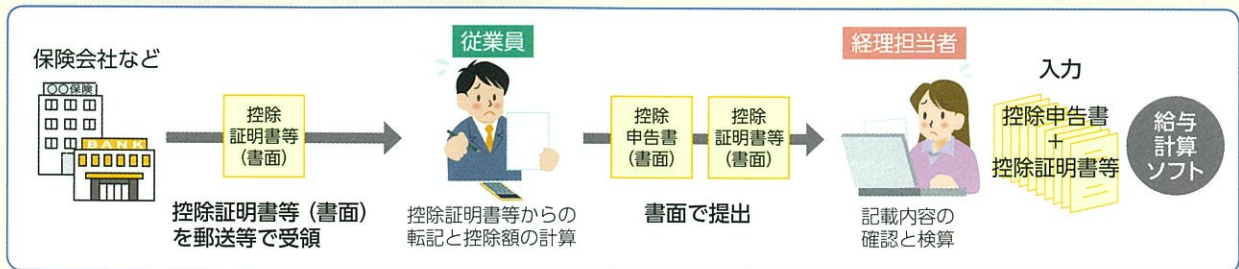 保険会社など
〇〇保険
BANK
控除
証明書等
（書面）
控除証明書等（書面）
を郵送等で受領
従業員
控除証明書等からの
転記と控除額の計算
控除
申告書
（書面）
控除
証明書等
（書面）
書面で提出
経理担当者
記載内容の
確認と検算
入力
控除申告書
+
控除証明書等
給与
計算
ソフト